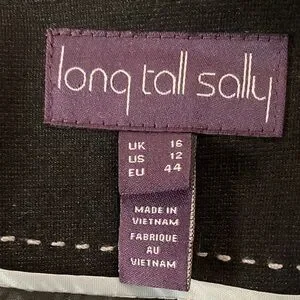 long tall sally
UK 16
US 12
EU 44
MADE IN
VIETNAM
FABRIQUE
AU
VIETNAM